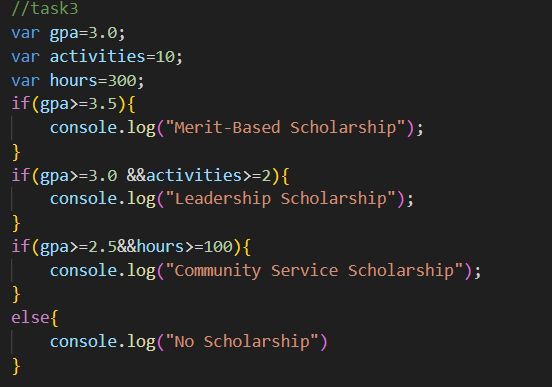 //task3
var gpa=3.0;
var activities=10;
var hours=300;
if(gpa>=3.5){
    console.log("Merit-Based Scholarship");
}
if(gpa>=3.0 &&activities>=2){
    console.log("Leadership Scholarship");
}
if(gpa>=2.5&&hours>=100){
    console.log("Community Service Scholarship");
}
else{
    console.log("No Scholarship")
}